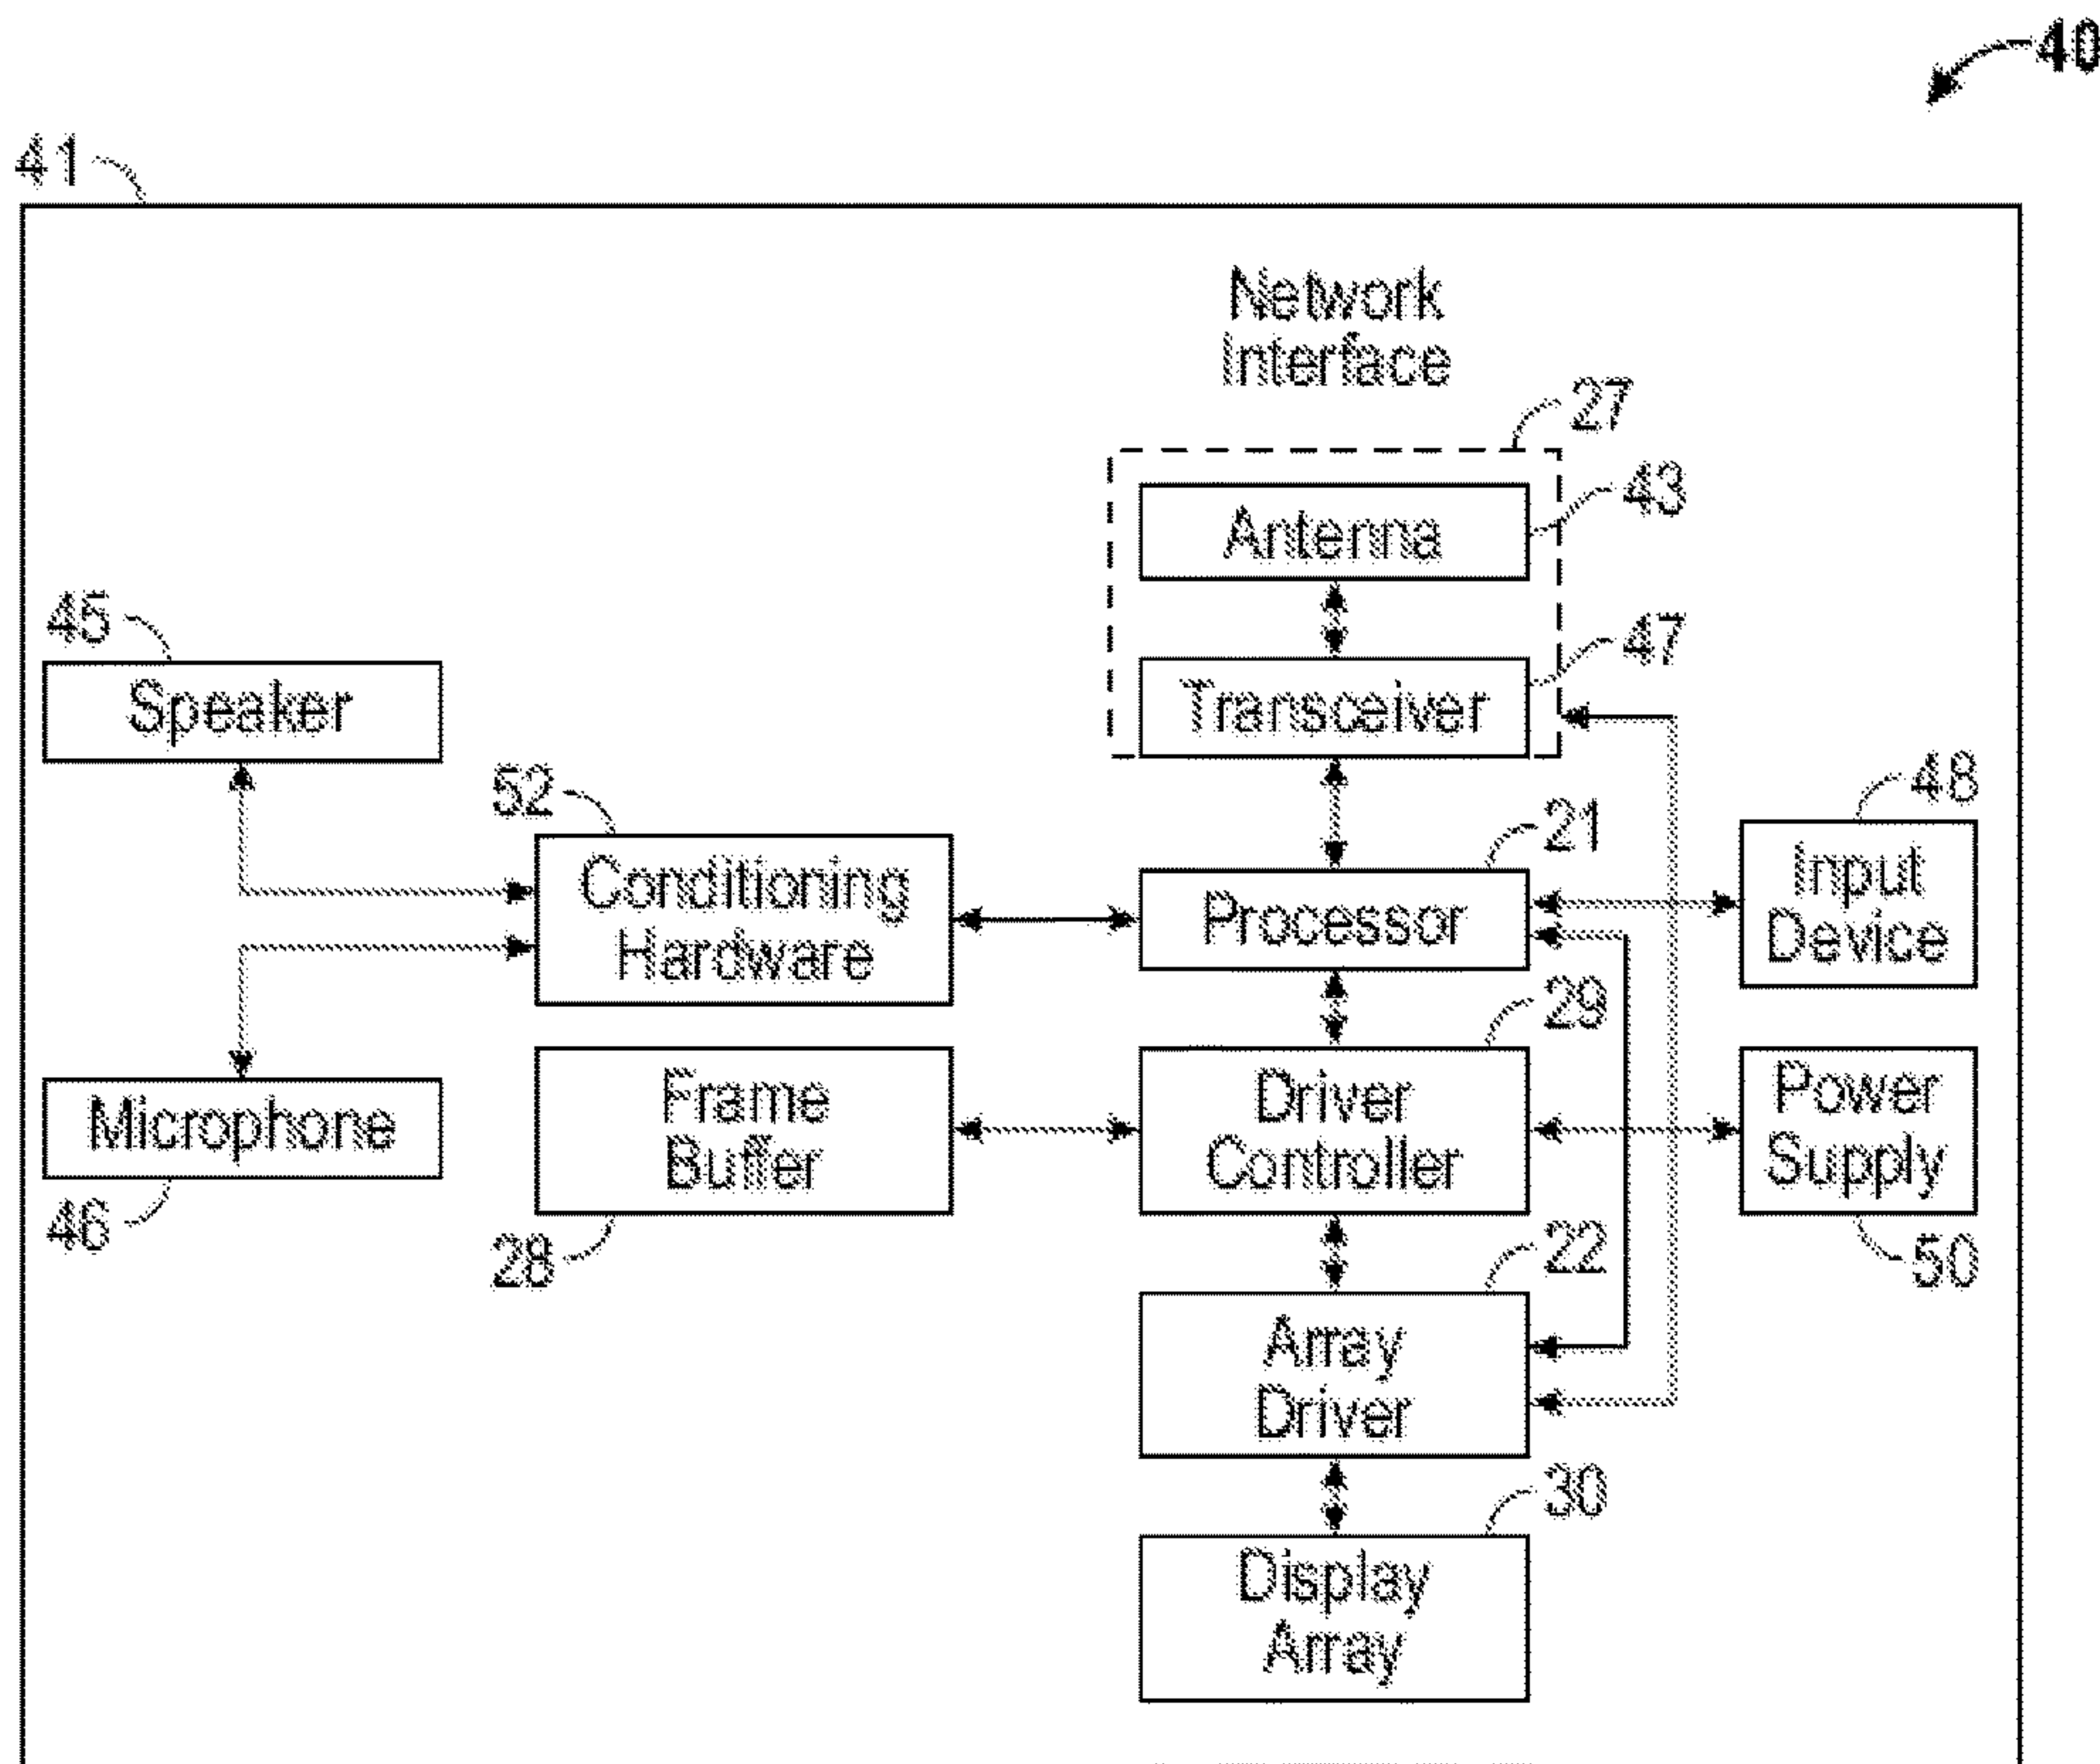 40
41
Network
Interface
27
Antenna
43
45
Speaker
Transceiver
47
52
Conditioning
Hardware
21
Processor
48
Input
Device
29
Microphone
46
Frame
Buffer
28
Driver
Controller
Power
Supply
50
22
Array
Driver
30
Display
Array